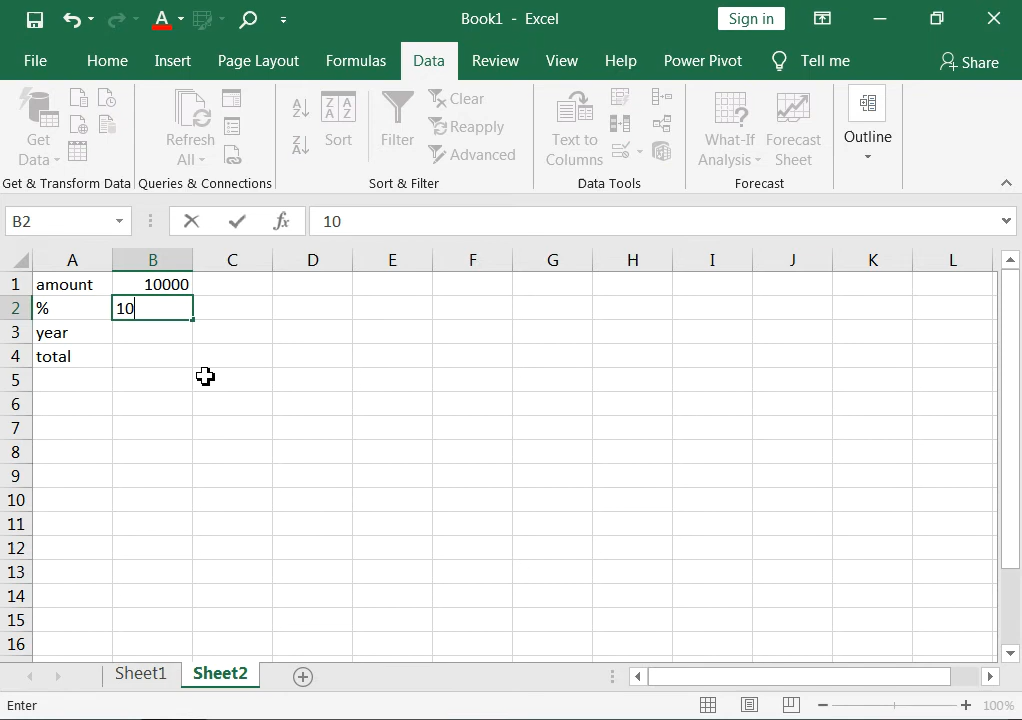 A
Book1 - Excel
Sign in
File Home Insert Page Layout Formulas Data Review View Help Power Pivot Tell me Share
Get Data
Refresh All
A Z
Z A
Z A A Z
Sort
Filter
Clear
Reapply
Advanced
Text to Columns
What-If Analysis
Forecast Sheet
Outline
Get & Transform Data Queries & Connections Sort & Filter Data Tools Forecast
B2 fx 10
A B C D E F G H I J K L
1 amount 10000
2 % 10
3 year
4 total
5
6
7
8
9
10
11
12
13
14
15
16
Sheet1 Sheet2
Enter 100%